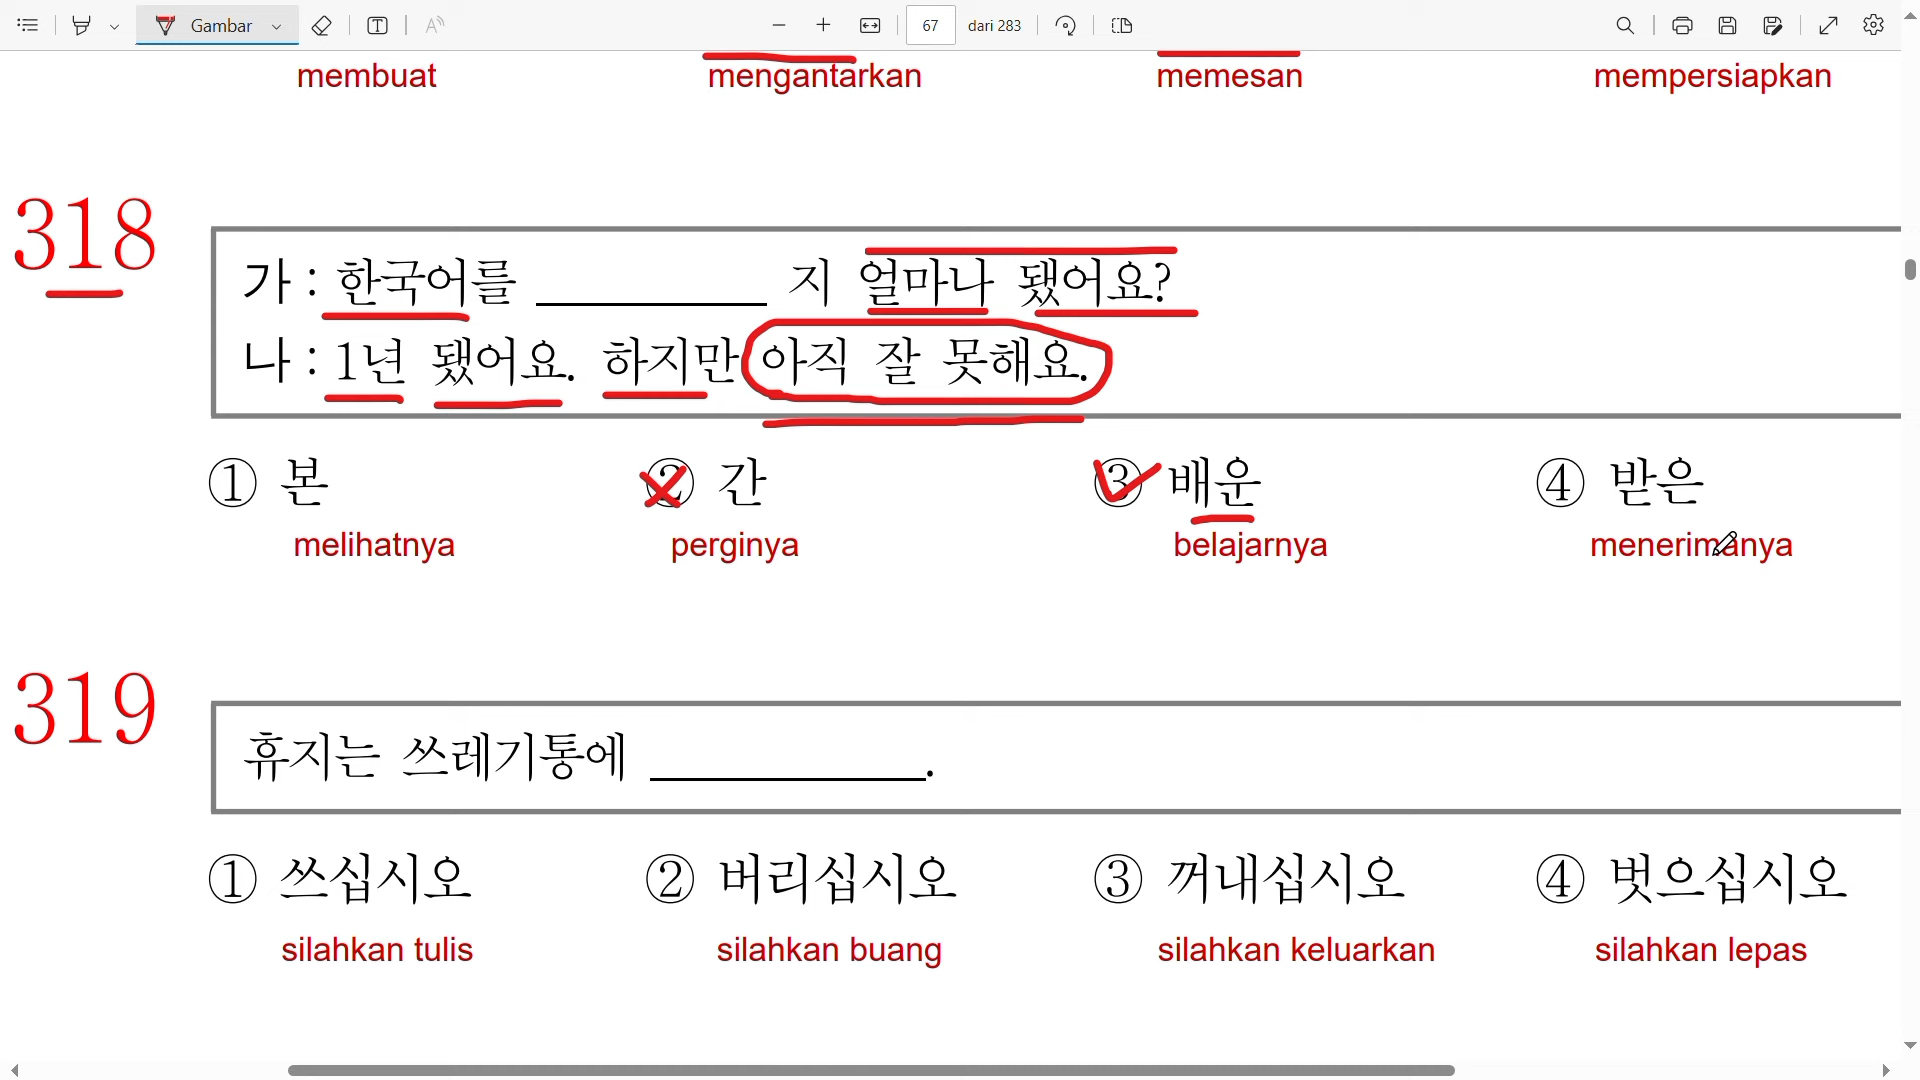 Gambar 67 dari 283
membuat mengantarkan memesan mempersiapkan
318
가 : 한국어를 __________ 지 얼마나 됐어요?
나 : 1년 됐어요. 하지만 아직 잘 못해요.
① 본 ② 간 ③ 배운 ④ 받은
melihatnya perginya belajarnya menerimanya
319
휴지는 쓰레기통에 ____________.
① 쓰십시오 ② 버리십시오 ③ 꺼내십시오 ④ 벗으십시오
silahkan tulis silahkan buang silahkan keluarkan silahkan lepas